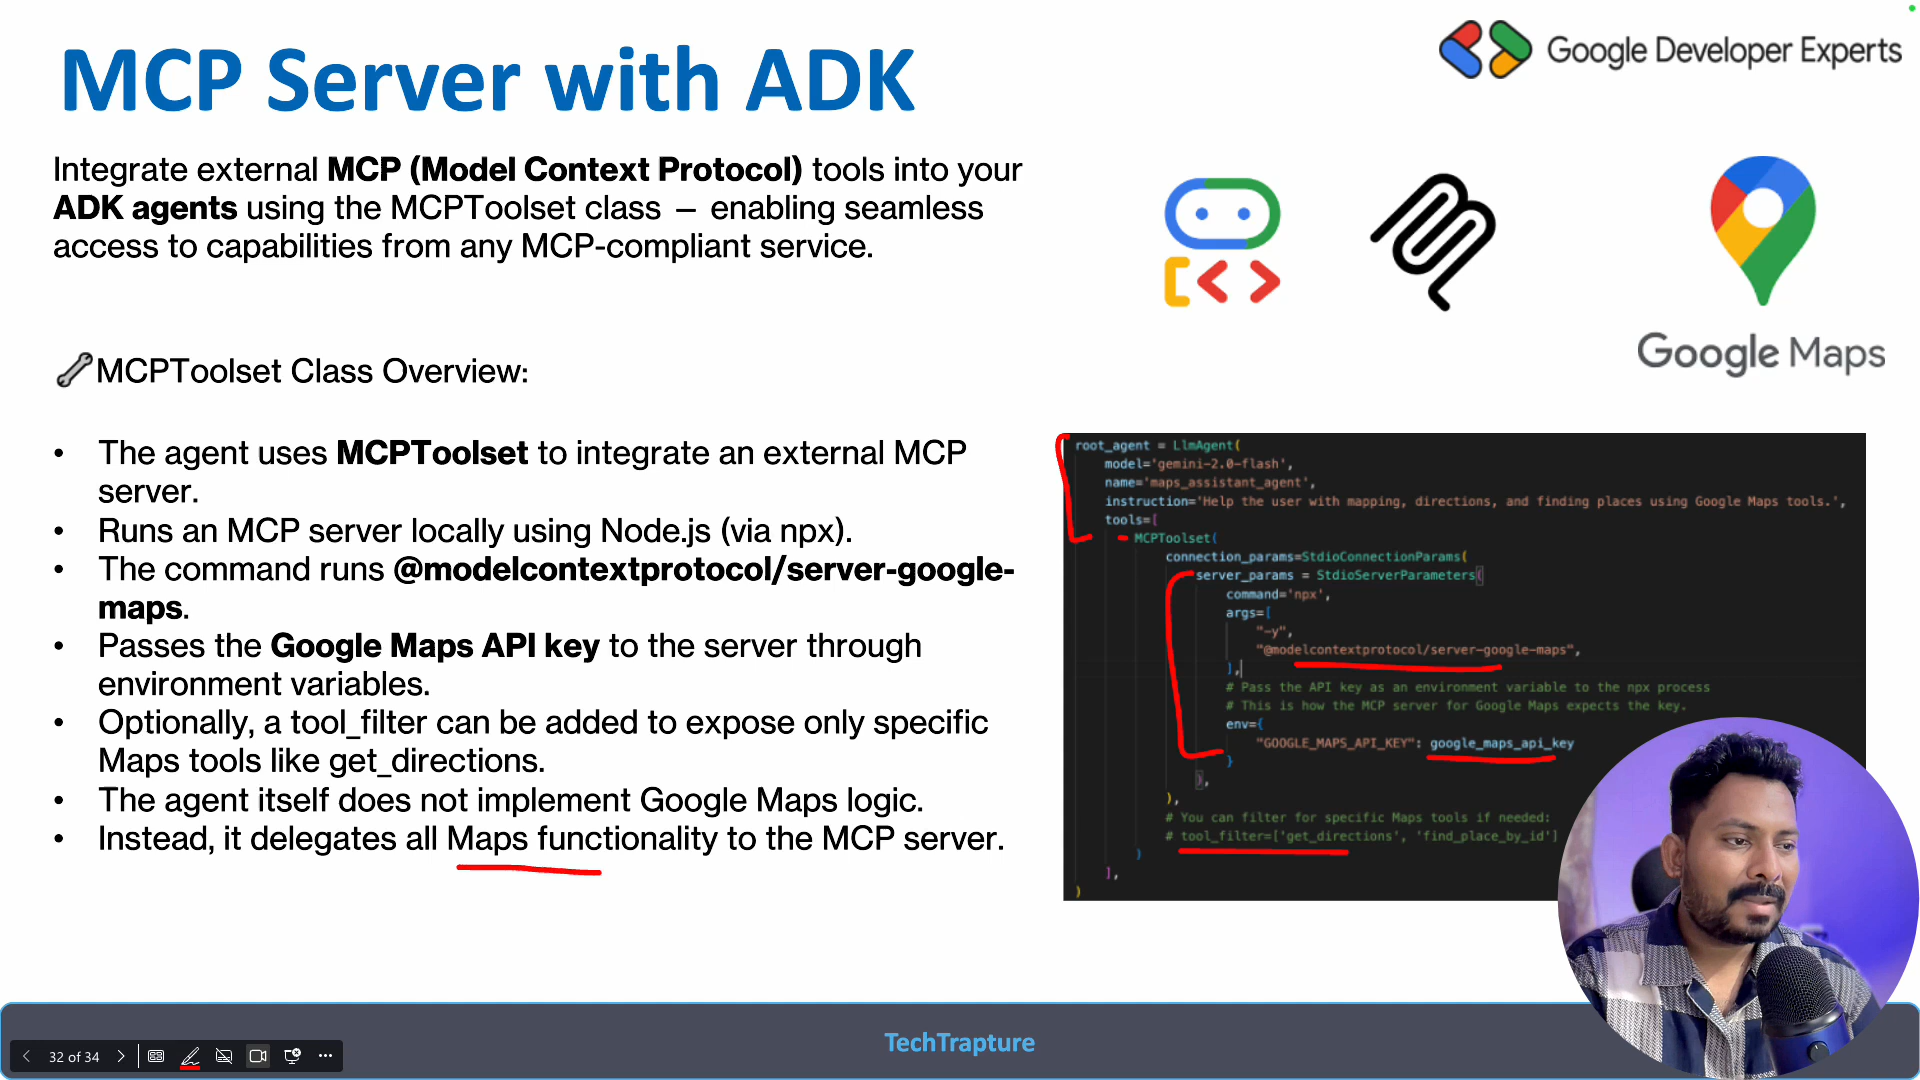 MCP Server with ADK
Google Developer Experts
Integrate external MCP (Model Context Protocol) tools into your
ADK agents using the MCPToolset class — enabling seamless
access to capabilities from any MCP-compliant service.
Google Maps
MCPToolset Class Overview:
• The agent uses MCPToolset to integrate an external MCP
server.
• Runs an MCP server locally using Node.js (via npx).
• The command runs @modelcontextprotocol/server-google-
maps.
• Passes the Google Maps API key to the server through
environment variables.
• Optionally, a tool_filter can be added to expose only specific
Maps tools like get_directions.
• The agent itself does not implement Google Maps logic.
• Instead, it delegates all Maps functionality to the MCP server.
root_agent = LlmAgent(
model='gemini-2.0-flash',
name='maps_assistant_agent',
instruction='Help the user with mapping, directions, and finding places using Google Maps tools.',
tools=[
MCPToolset(
connection_params=StdioConnectionParams(
server_params = StdioServerParameters(
command='npx',
args=[
"-y",
"@modelcontextprotocol/server-google-maps",
],
# Pass the API key as an environment variable to the npx process
# This is how the MCP server for Google Maps expects the key.
env={
"GOOGLE_MAPS_API_KEY": google_maps_api_key
}
),
),
# You can filter for specific Maps tools if needed:
# tool_filter=['get_directions', 'find_place_by_id']
)
],
)
TechTrapture
32 of 34